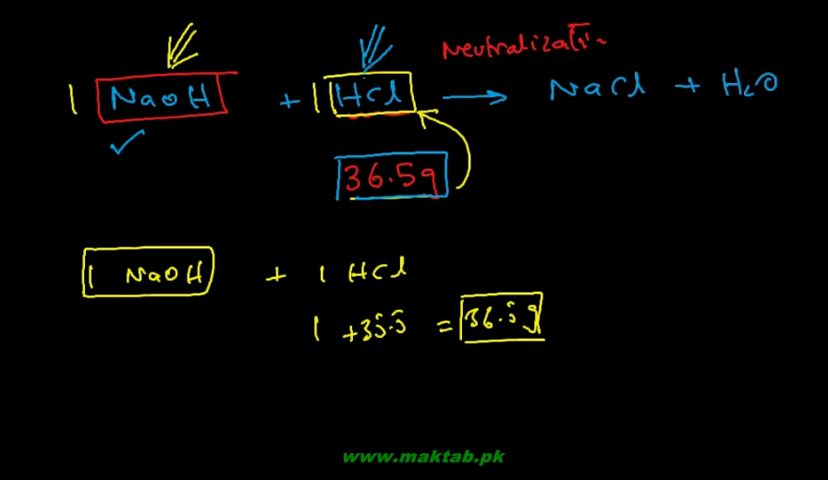 Neutralizati
1 NaOH + 1 HCl → NaCl + H2O
36.5g
1 NaOH + 1 HCl
1 + 35.5 = 36.5g
www.maktab.pk